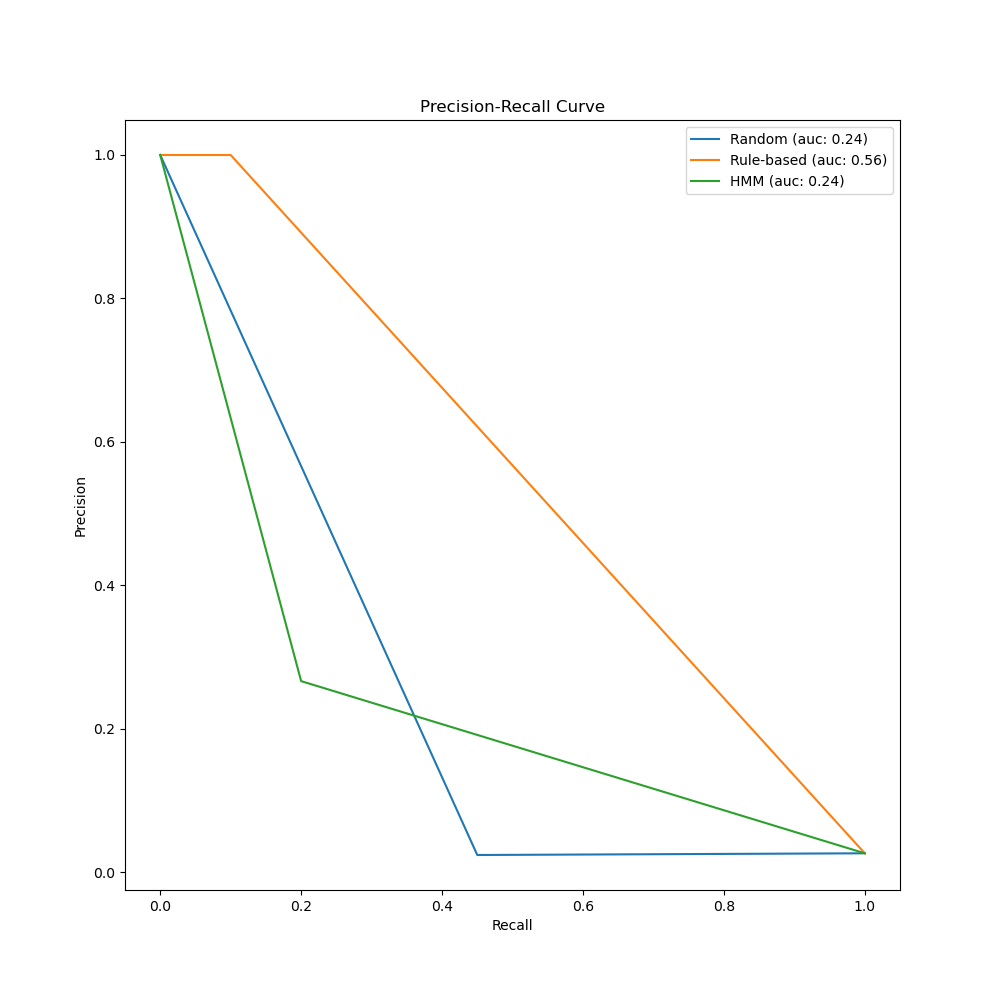 Precision-Recall Curve
Random (auc: 0.24)
Rule-based (auc: 0.56)
HMM (auc: 0.24)
1.0
0.8
0.6
0.4
0.2
0.0
Precision
0.0 0.2 0.4 0.6 0.8 1.0
Recall